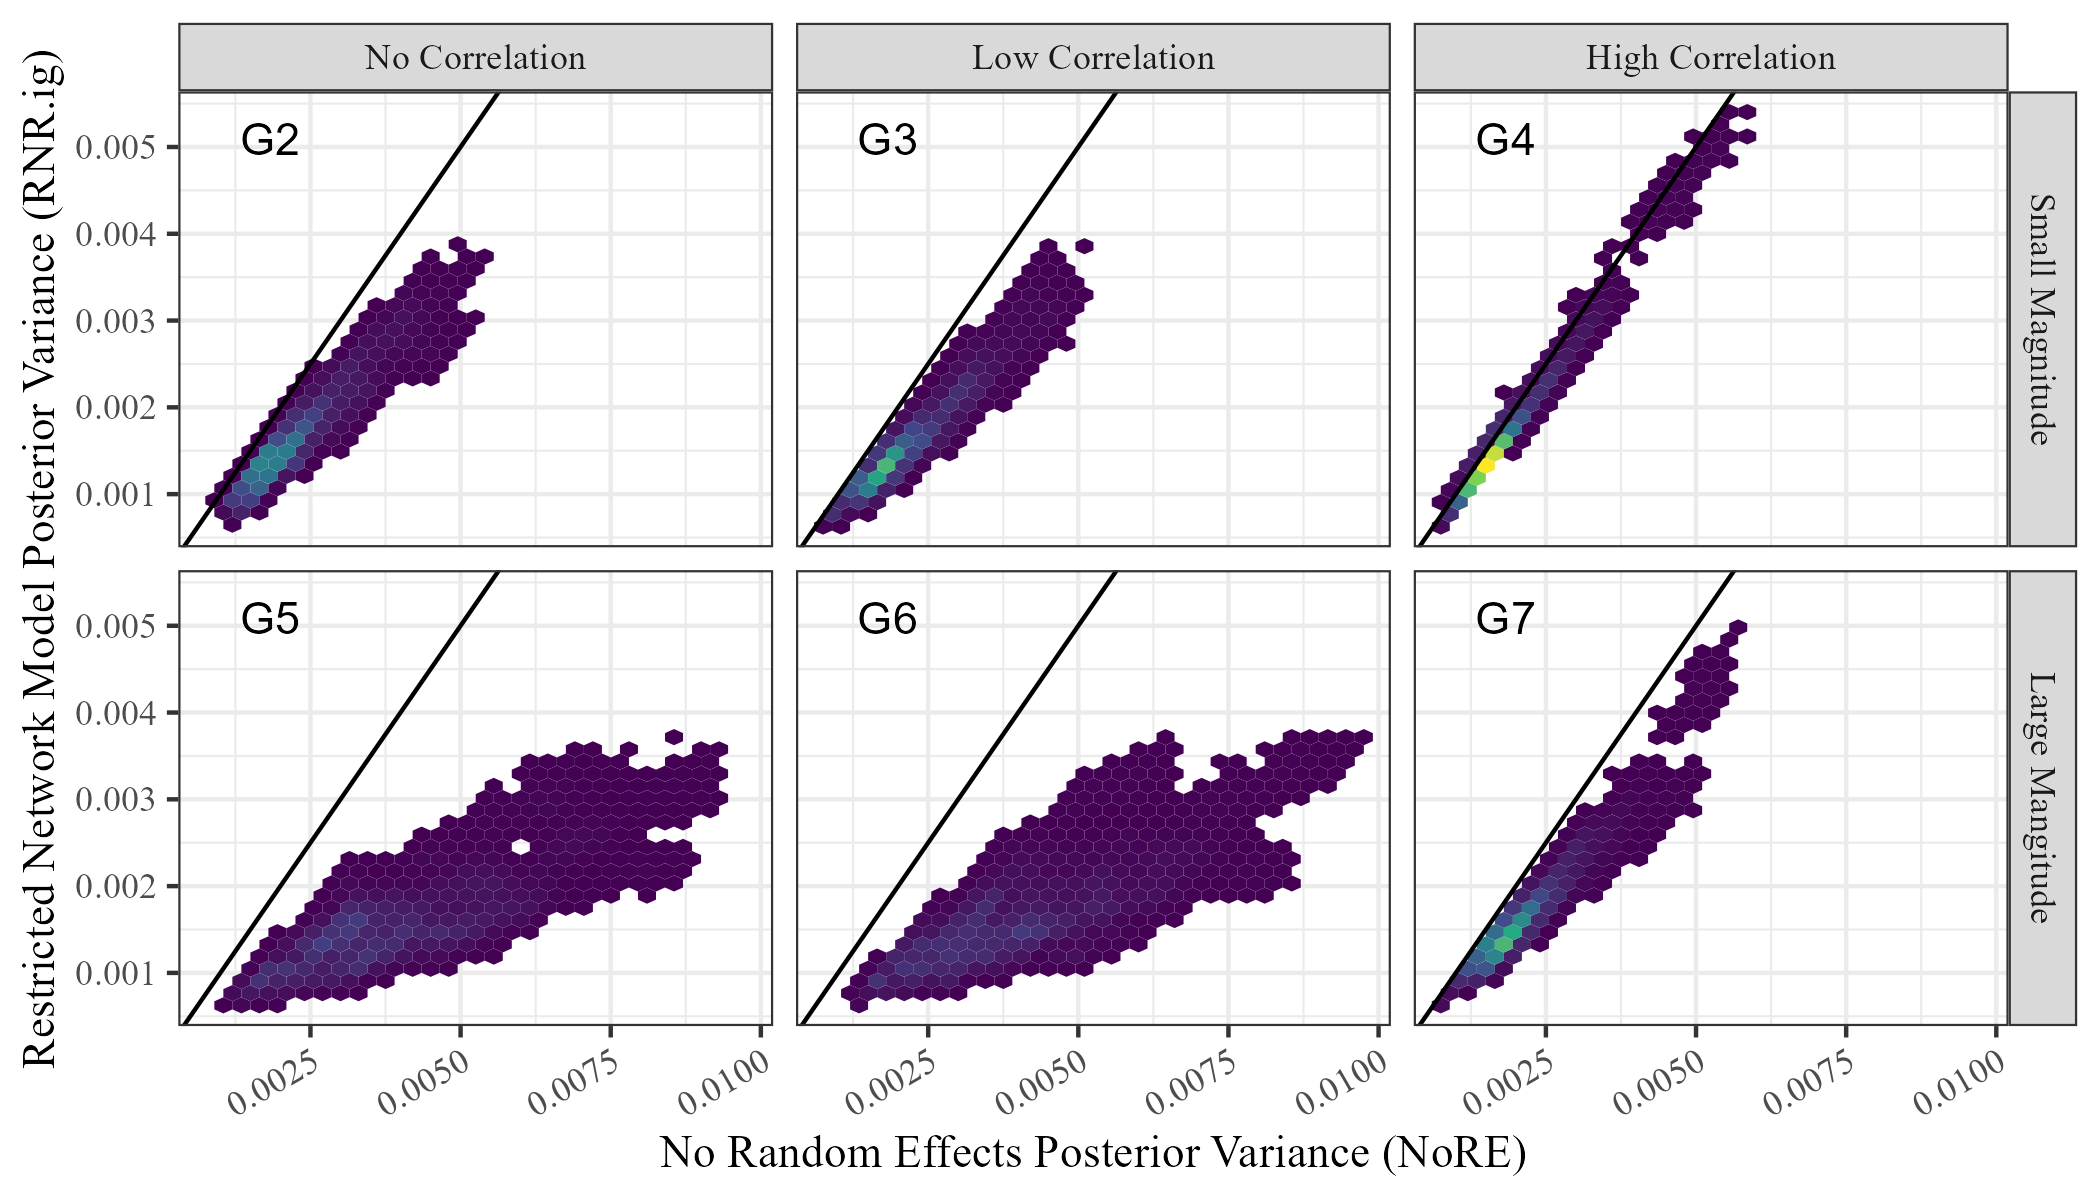 No Correlation
Low Correlation
High Correlation
Restricted Network Model Posterior Variance (RNR.ig)
G2
G3
G4
0.005
0.004
0.003
0.002
0.001
Small Magnitude
G5
G6
G7
0.005
0.004
0.003
0.002
0.001
Large Mangitude
0.0025
0.0050
0.0075
0.0100
0.0025
0.0050
0.0075
0.0100
0.0025
0.0050
0.0075
0.0100
No Random Effects Posterior Variance (NoRE)